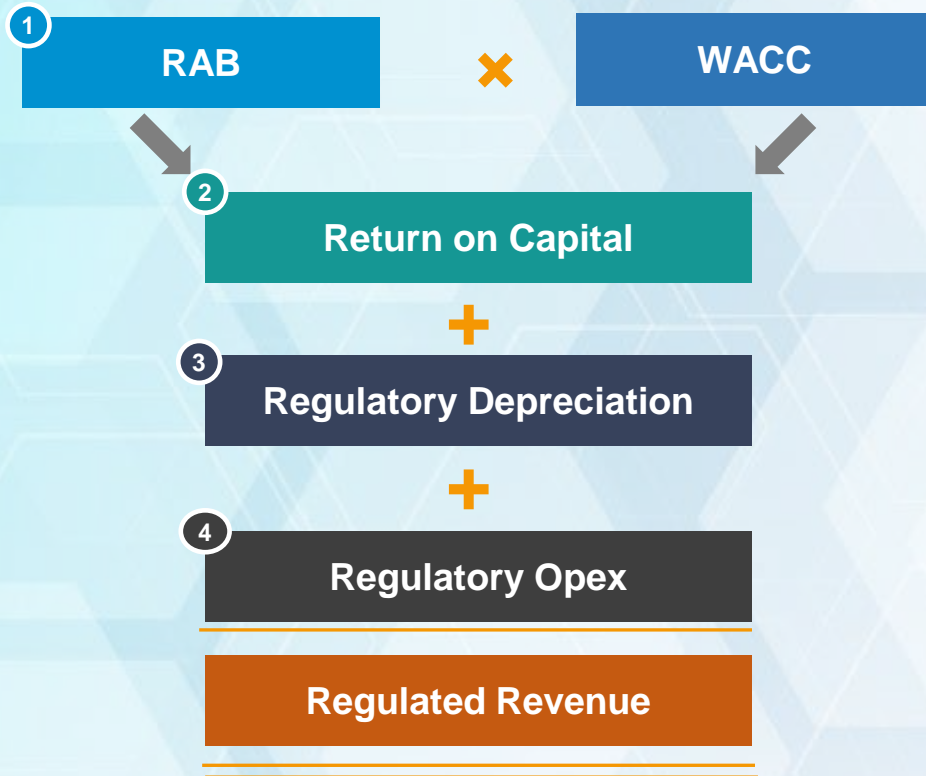 1
RAB
WACC
2
Return on Capital
3
Regulatory Depreciation
4
Regulatory Opex
Regulated Revenue